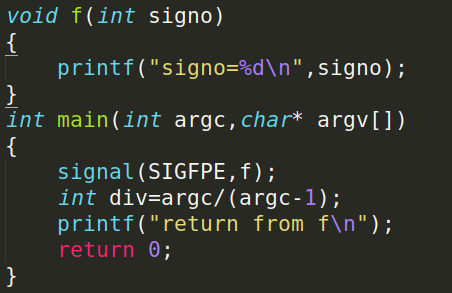 void f(int signo)
{
    printf("signo=%d\n",signo);
}
int main(int argc,char* argv[])
{
    signal(SIGFPE,f);
    int div=argc/(argc-1);
    printf("return from f\n");
    return 0;
}